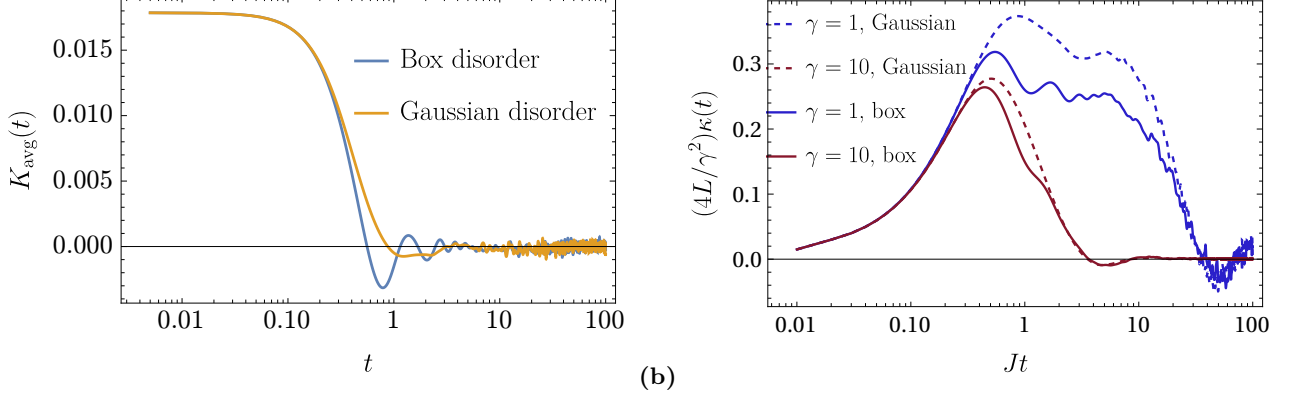 K_avg(t)
0.015
0.010
0.005
0.000
Box disorder
Gaussian disorder
0.01
0.10
1
10
100
t
(b)
(4L/γ²)κ(t)
0.3
0.2
0.1
0.0
γ = 1, Gaussian
γ = 10, Gaussian
γ = 1, box
γ = 10, box
0.01
0.10
1
10
100
Jt